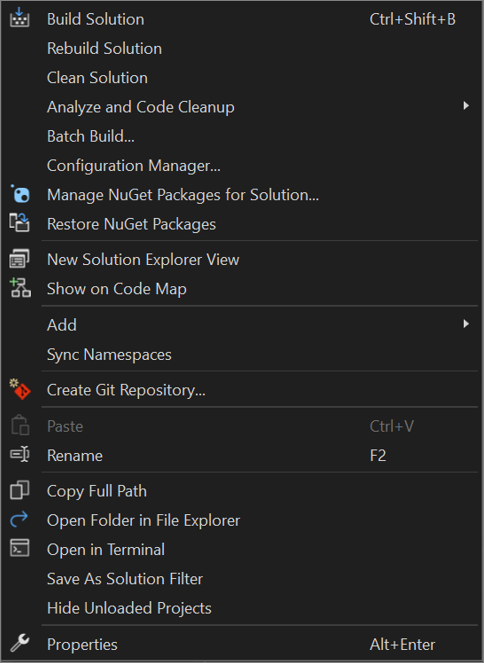 Build Solution Ctrl+Shift+B
Rebuild Solution
Clean Solution
Analyze and Code Cleanup
Batch Build...
Configuration Manager...
Manage NuGet Packages for Solution...
Restore NuGet Packages
New Solution Explorer View
Show on Code Map
Add
Sync Namespaces
Create Git Repository...
Paste Ctrl+V
Rename F2
Copy Full Path
Open Folder in File Explorer
Open in Terminal
Save As Solution Filter
Hide Unloaded Projects
Properties Alt+Enter